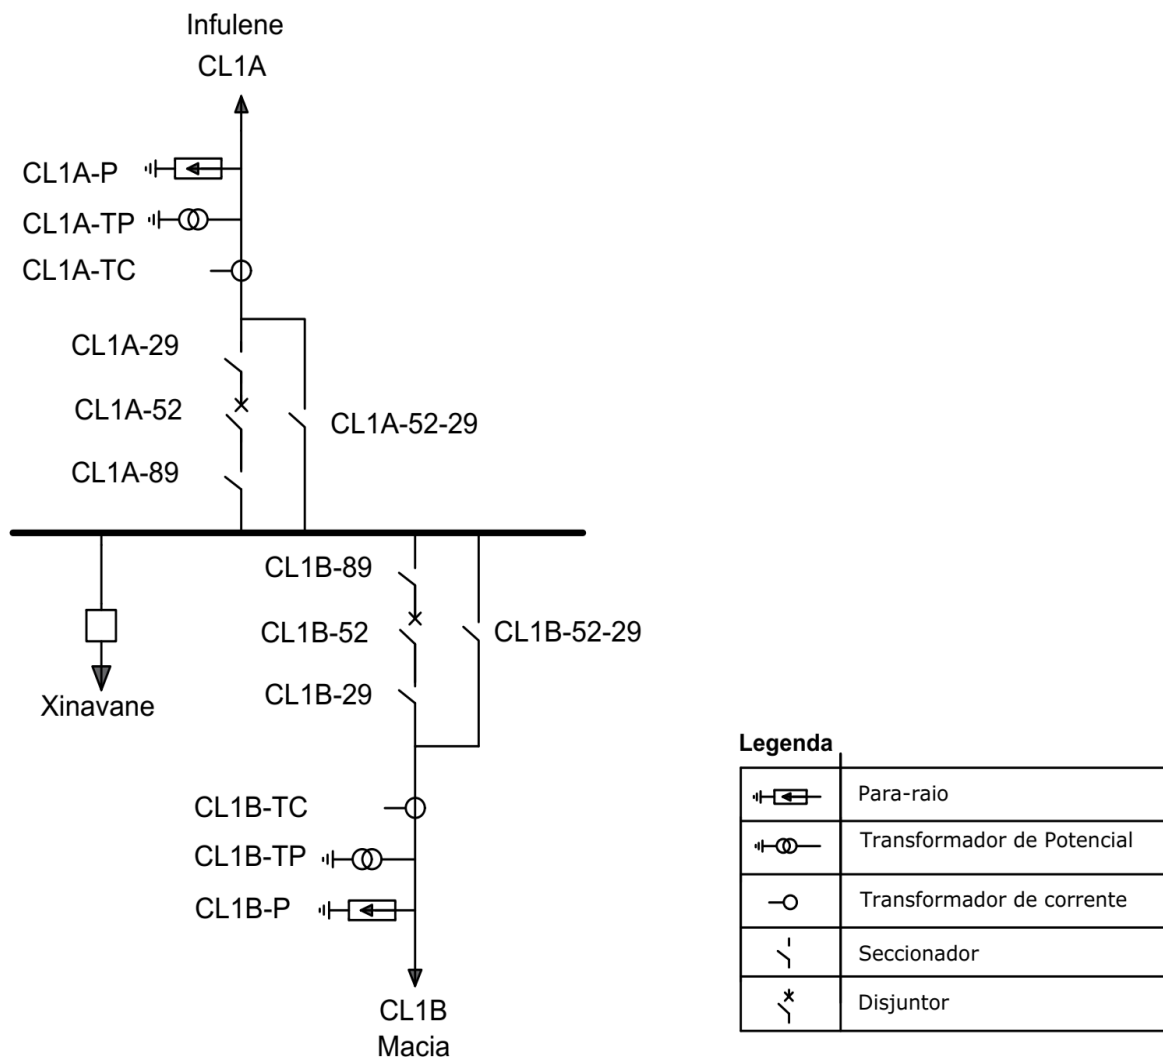 Infulene
CL1A
CL1A-P
CL1A-TP
CL1A-TC
CL1A-29
CL1A-52
CL1A-52-29
CL1A-89
CL1B-89
CL1B-52
CL1B-52-29
CL1B-29
Xinavane
CL1B-TC
CL1B-TP
CL1B-P
CL1B
Macia
Legenda
Para-raio
Transformador de Potencial
Transformador de corrente
Seccionador
Disjuntor